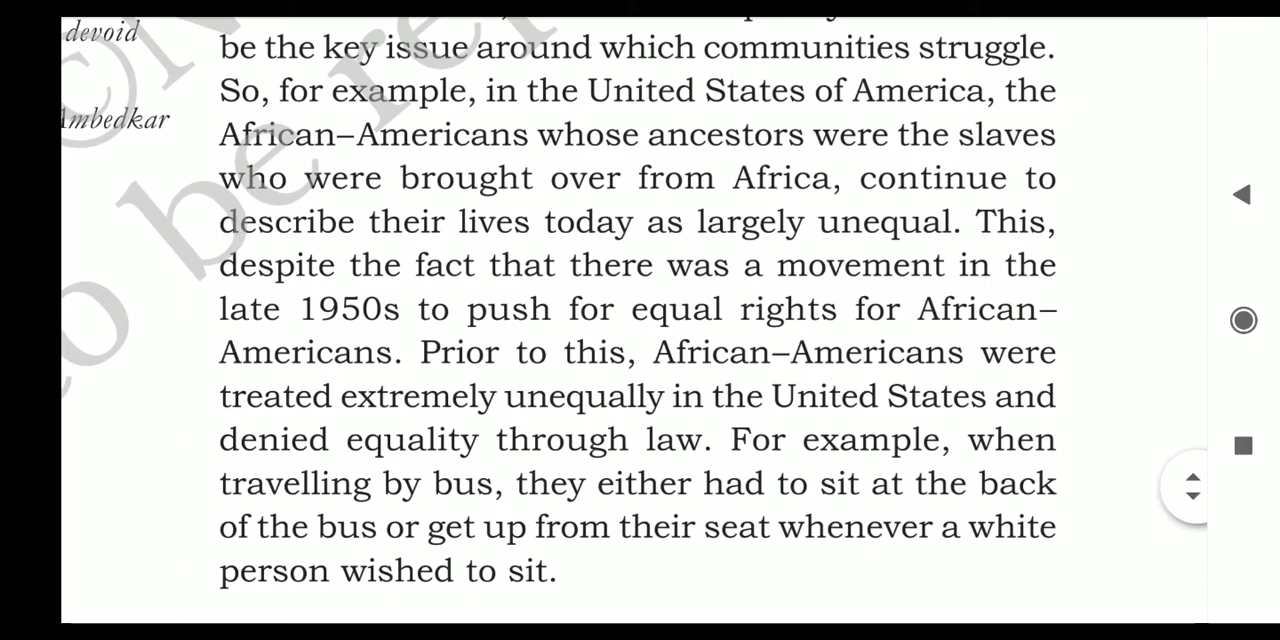 devoid
Ambedkar
be the key issue around which communities struggle.
So, for example, in the United States of America, the
African–Americans whose ancestors were the slaves
who were brought over from Africa, continue to
describe their lives today as largely unequal. This,
despite the fact that there was a movement in the
late 1950s to push for equal rights for African–
Americans. Prior to this, African–Americans were
treated extremely unequally in the United States and
denied equality through law. For example, when
travelling by bus, they either had to sit at the back
of the bus or get up from their seat whenever a white
person wished to sit.
©N
to be re